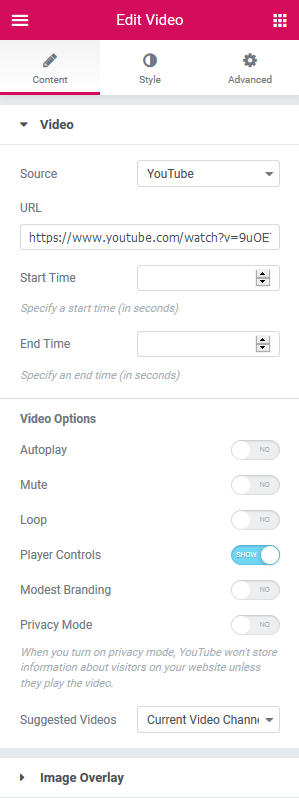 Edit Video
Content Style Advanced
Video
Source YouTube
URL
https://www.youtube.com/watch?v=9uOE
Start Time
Specify a start time (in seconds)
End Time
Specify an end time (in seconds)
Video Options
Autoplay NO
Mute NO
Loop NO
Player Controls SHOW
Modest Branding NO
Privacy Mode NO
When you turn on privacy mode, YouTube won't store
information about visitors on your website unless
they play the video.
Suggested Videos Current Video Chann
Image Overlay